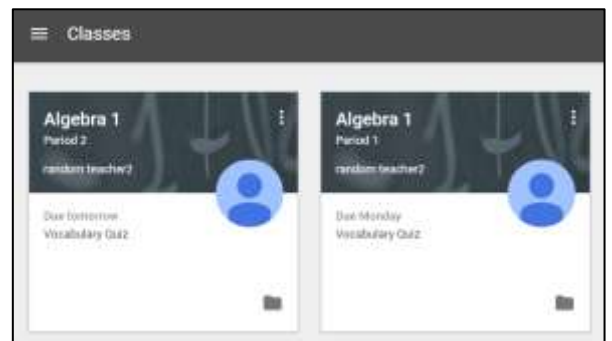 Classes
Algebra 1
Period 2
random teacher2
Due tomorrow
Vocabulary Quiz
Algebra 1
Period 1
random teacher2
Due Monday
Vocabulary Quiz